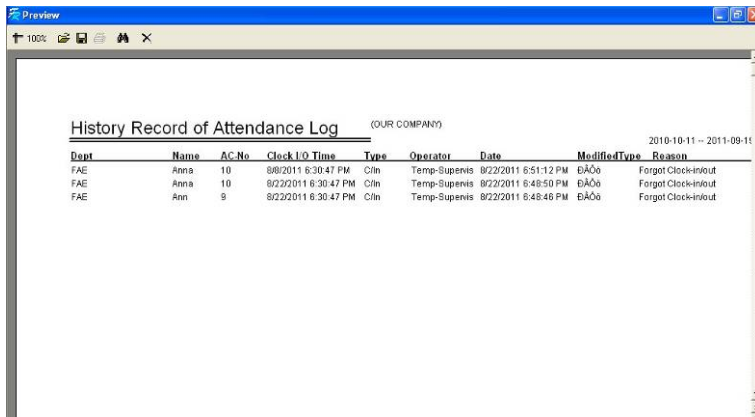 Preview
100%
History Record of Attendance Log (OUR COMPANY)
2010-10-11 -- 2011-09-15
Dept Name AC-No Clock I/O Time Type Operator Date ModifiedType Reason
FAE Anna 10 8/8/2011 6:30:47 PM C/In Temp-Supervis 8/22/2011 6:51:12 PM ÐÂÔö Forgot Clock-in/out
FAE Anna 10 8/22/2011 6:30:47 PM C/In Temp-Supervis 8/22/2011 6:48:50 PM ÐÂÔö Forgot Clock-in/out
FAE Ann 9 8/22/2011 6:30:47 PM C/In Temp-Supervis 8/22/2011 6:48:46 PM ÐÂÔö Forgot Clock-in/out